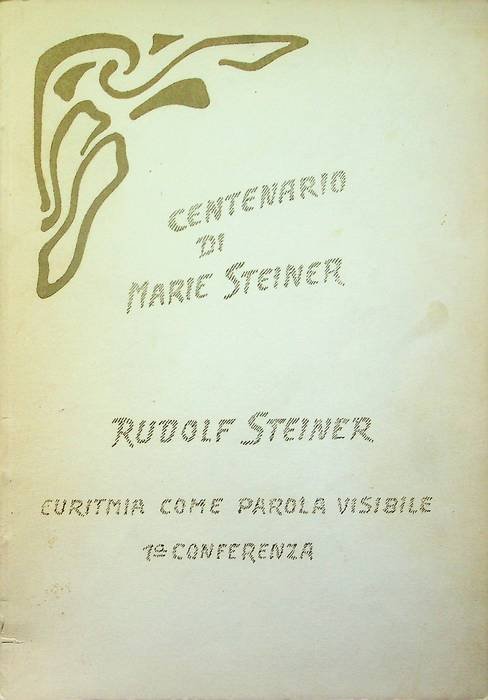 CENTENARIO
DI
MARIE STEINER
RUDOLF STEINER
EURITMIA COME PAROLA VISIBILE
1a CONFERENZA